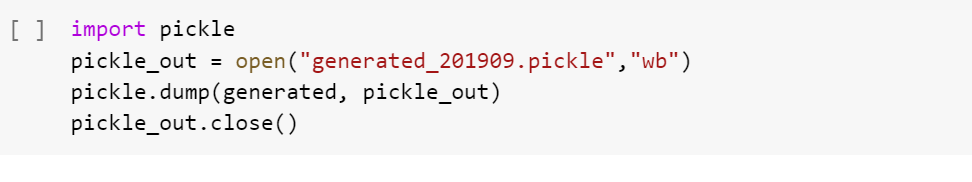 [ ] import pickle
pickle_out = open("generated_201909.pickle","wb")
pickle.dump(generated, pickle_out)
pickle_out.close()